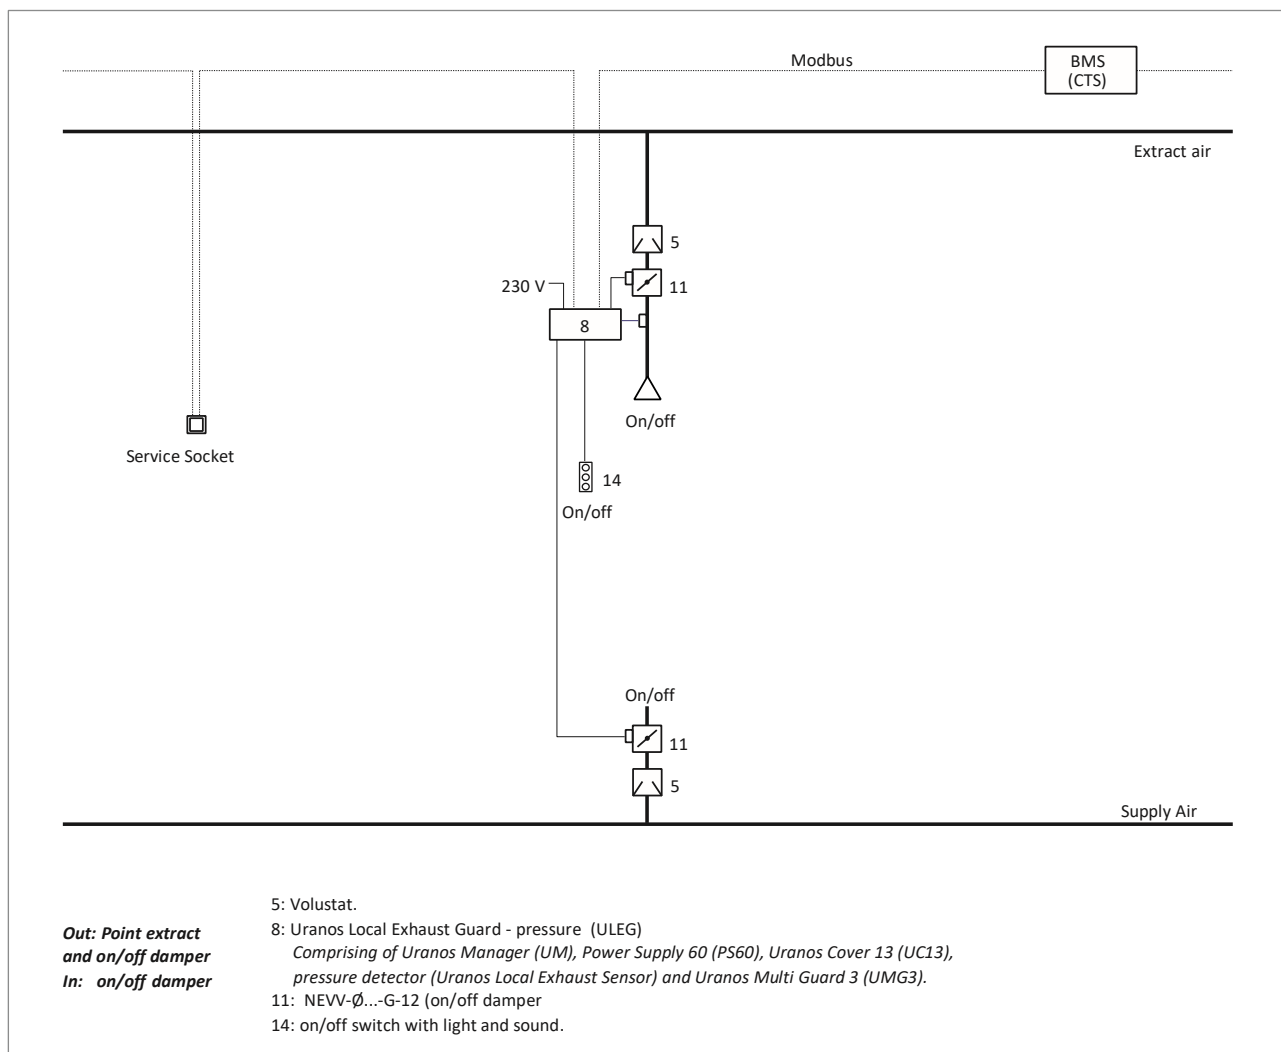 Modbus
BMS
(CTS)
Extract air
5
11
230 V
8
On/off
Service Socket
14
On/off
On/off
11
5
Supply Air
Out: Point extract
and on/off damper
In: on/off damper
5: Volustat.
8: Uranos Local Exhaust Guard - pressure (ULEG)
Comprising of Uranos Manager (UM), Power Supply 60 (PS60), Uranos Cover 13 (UC13),
pressure detector (Uranos Local Exhaust Sensor) and Uranos Multi Guard 3 (UMG3).
11: NEVV-Ø...-G-12 (on/off damper
14: on/off switch with light and sound.